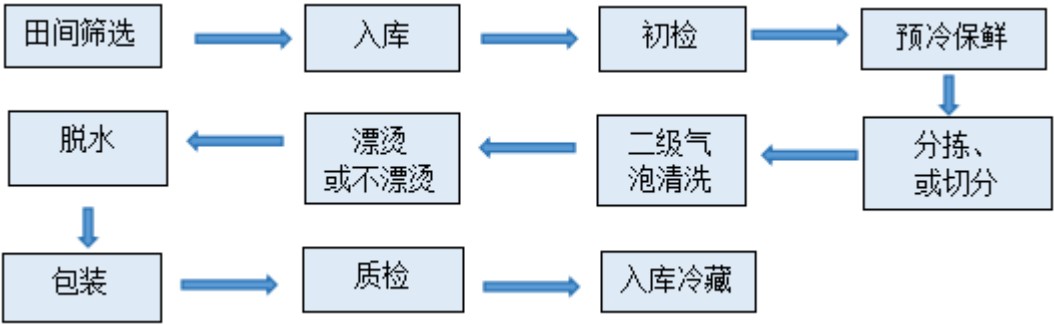 田间筛选
入库
初检
预冷保鲜
分拣、
或切分
二级气
泡清洗
漂烫
或不漂烫
脱水
包装
质检
入库冷藏